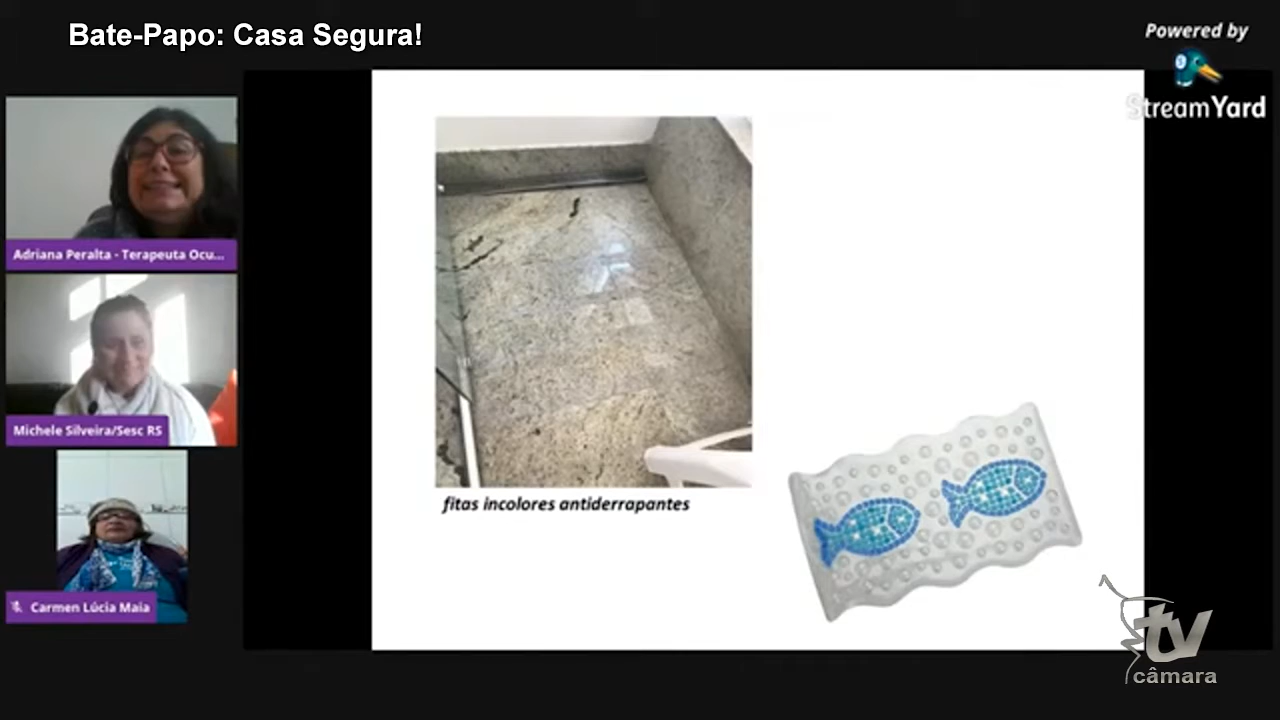 Bate-Papo: Casa Segura!
Powered by
StreamYard
Adriana Peralta - Terapeuta Ocu...
Michele Silveira/Sesc RS
Carmen Lúcia Maia
fitas incolores antiderrapantes
tv
câmara